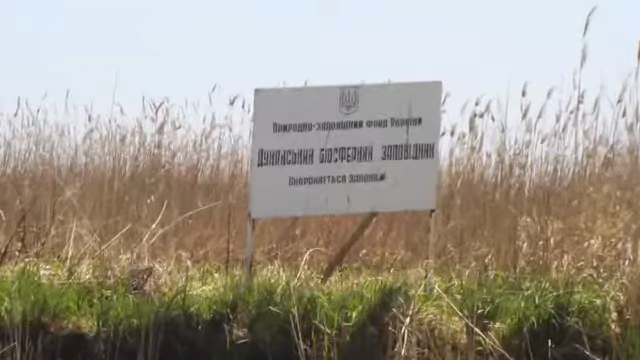 Природно-заповідний фонд України
Дунайський біосферний заповідник
Охороняється законом